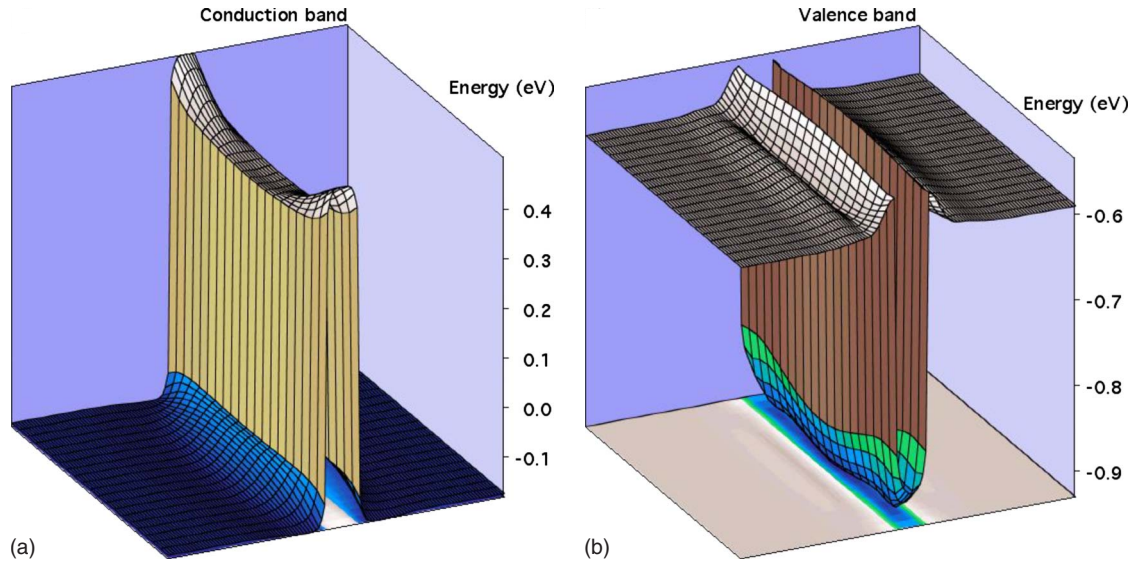 Conduction band
Energy (eV)
0.4
0.3
0.2
0.1
0.0
-0.1
(a)
Valence band
Energy (eV)
-0.6
-0.7
-0.8
-0.9
(b)